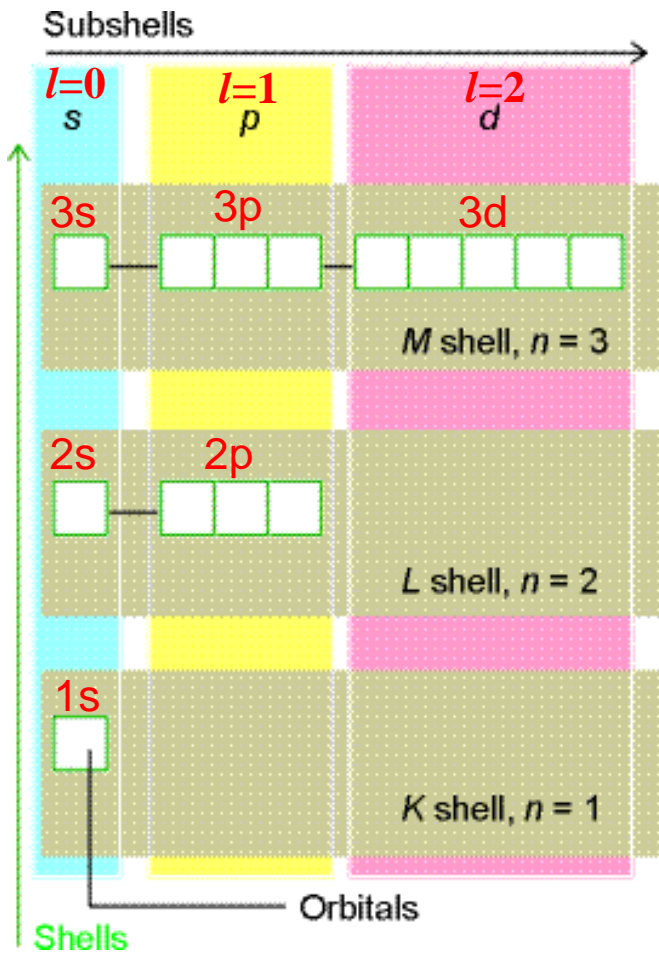 Subshells
l=0 l=1 l=2
s p d
3s 3p 3d
M shell, n = 3
2s 2p
L shell, n = 2
1s
K shell, n = 1
Orbitals
Shells